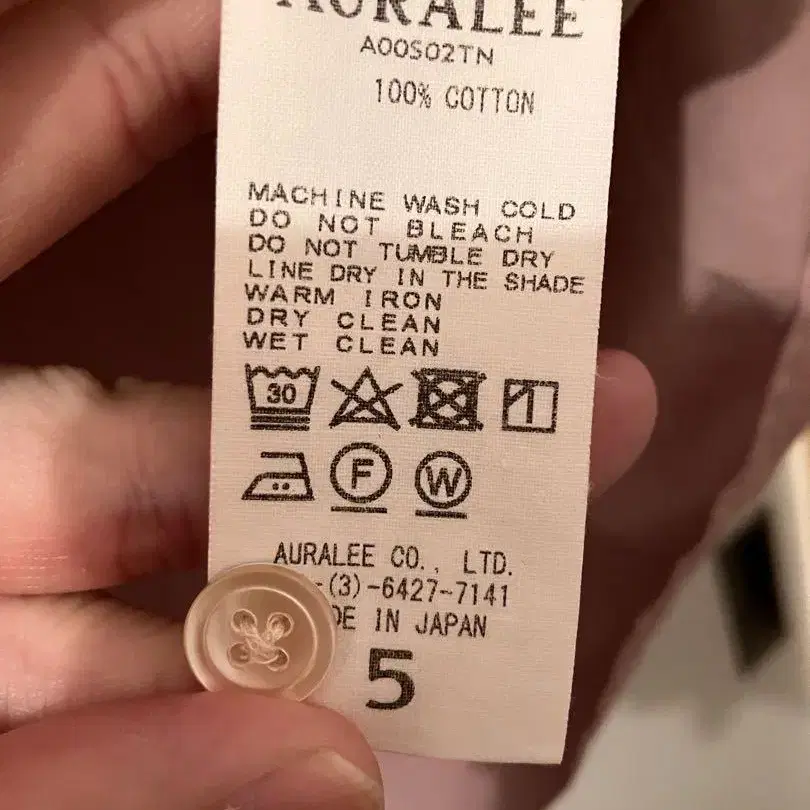 AURALEE
A00S02TN
100% COTTON
MACHINE WASH COLD
DO NOT BLEACH
DO NOT TUMBLE DRY
LINE DRY IN THE SHADE
WARM IRON
DRY CLEAN
WET CLEAN
30
F W
AURALEE CO., LTD.
-(3)-6427-7141
DE IN JAPAN
5